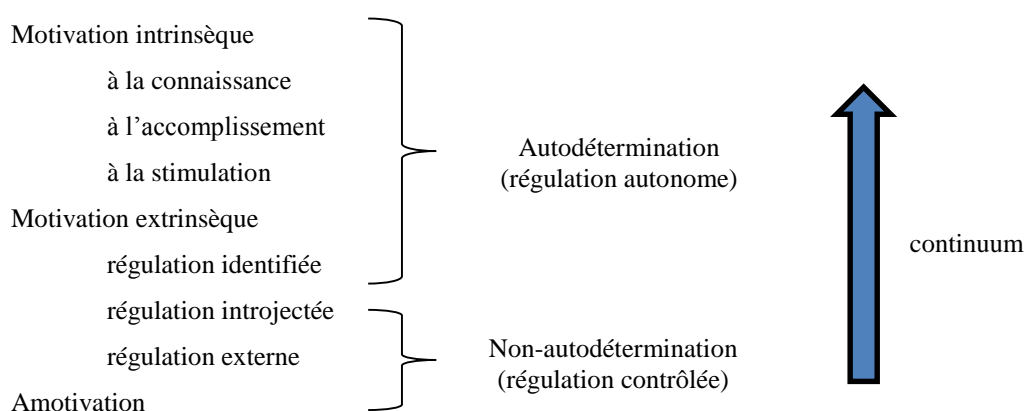 Motivation intrinsèque
à la connaissance
à l’accomplissement
à la stimulation
Motivation extrinsèque
régulation identifiée
régulation introjectée
régulation externe
Amotivation
Autodétermination
(régulation autonome)
Non-autodétermination
(régulation contrôlée)
continuum